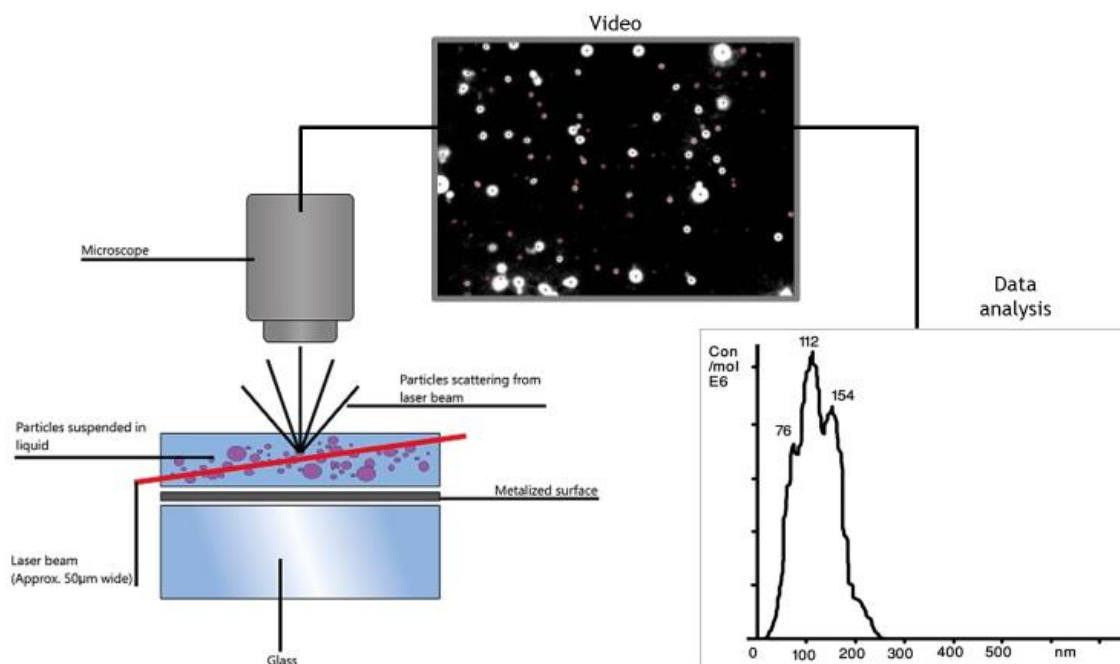 Video
Microscope
Particles scattering from
laser beam
Particles suspended in
liquid
Metalized surface
Laser beam
(Approx. 50µm wide)
Glass
Data
analysis
Con
/mol
E6
112
154
76
0 100 200 300 400 500 nm